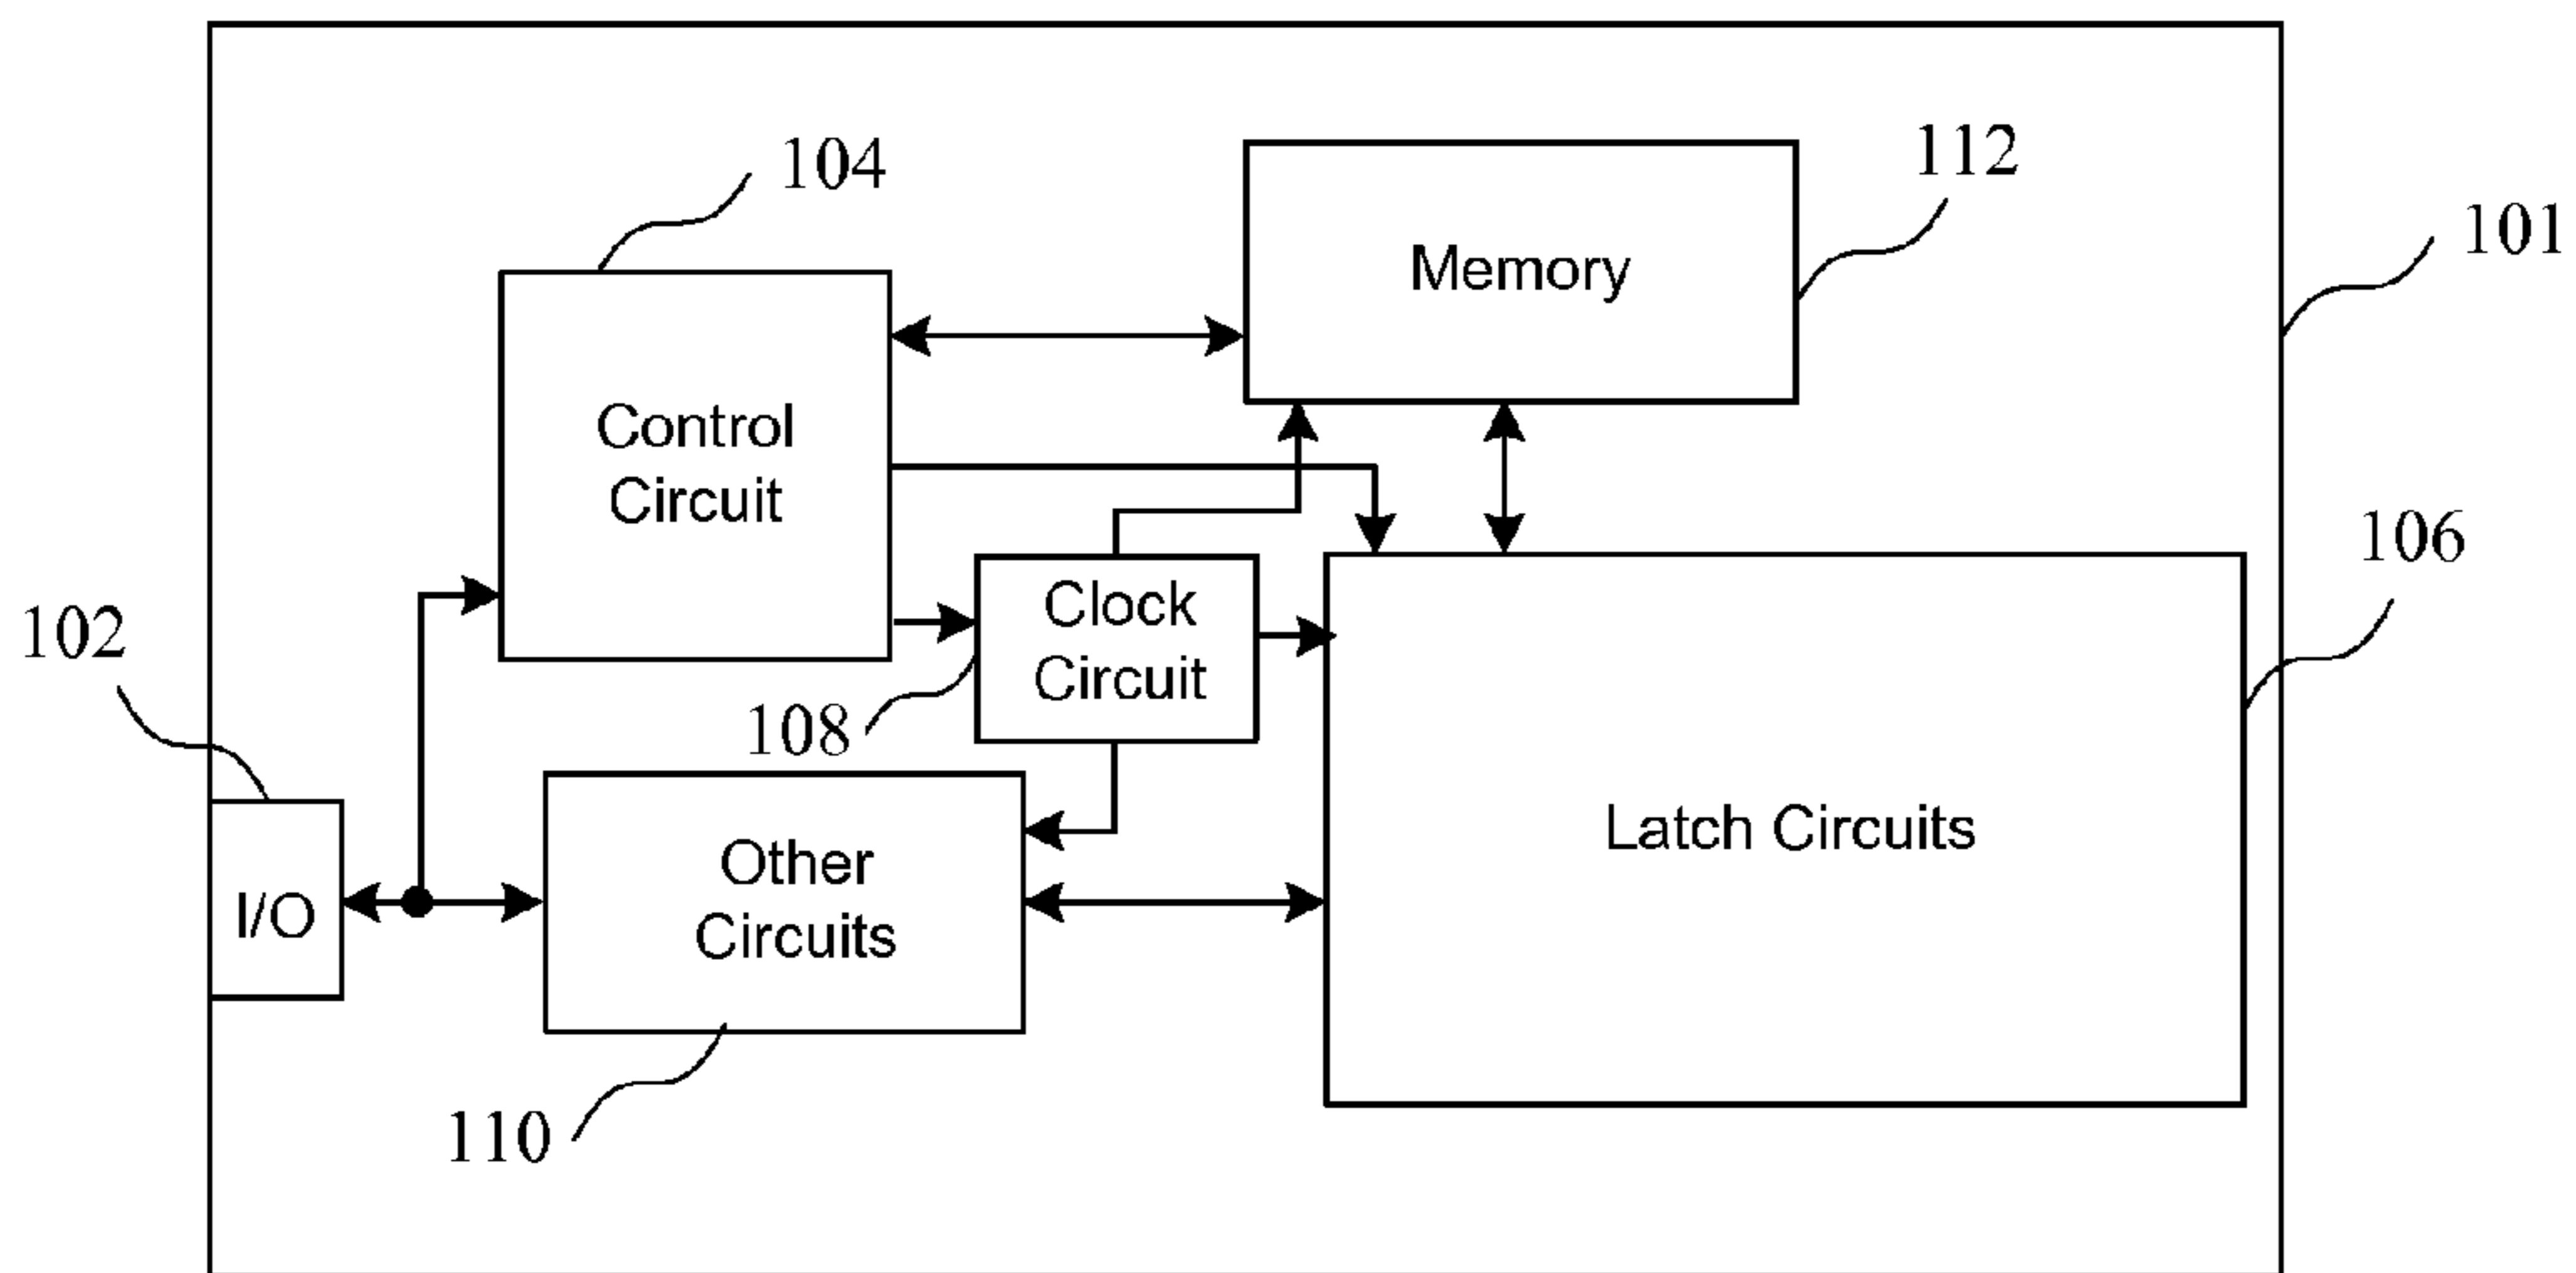 104
112
101
Memory
Control
Circuit
106
102
Clock
Circuit
108
Latch Circuits
Other
Circuits
I/O
110